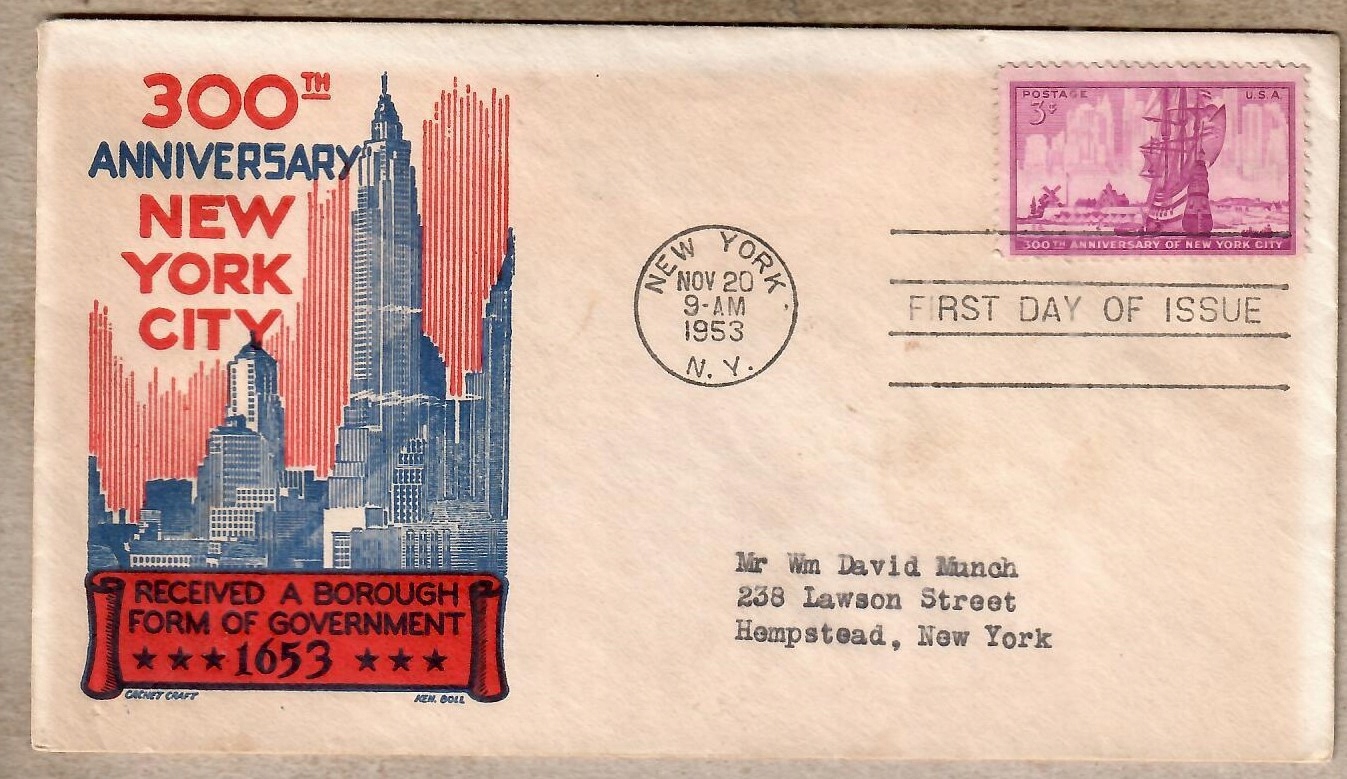 300TH
ANNIVERSARY
NEW
YORK
CITY
RECEIVED A BOROUGH
FORM OF GOVERNMENT
★★★1653★★★
CACHET CRAFT
KEN. BOLL
NEW YORK
NOV 20
9-AM
1953
N. Y.
POSTAGE
3¢
U.S.A.
300TH ANNIVERSARY OF NEW YORK CITY
FIRST DAY OF ISSUE
Mr Wm David Munch
238 Lawson Street
Hempstead, New York